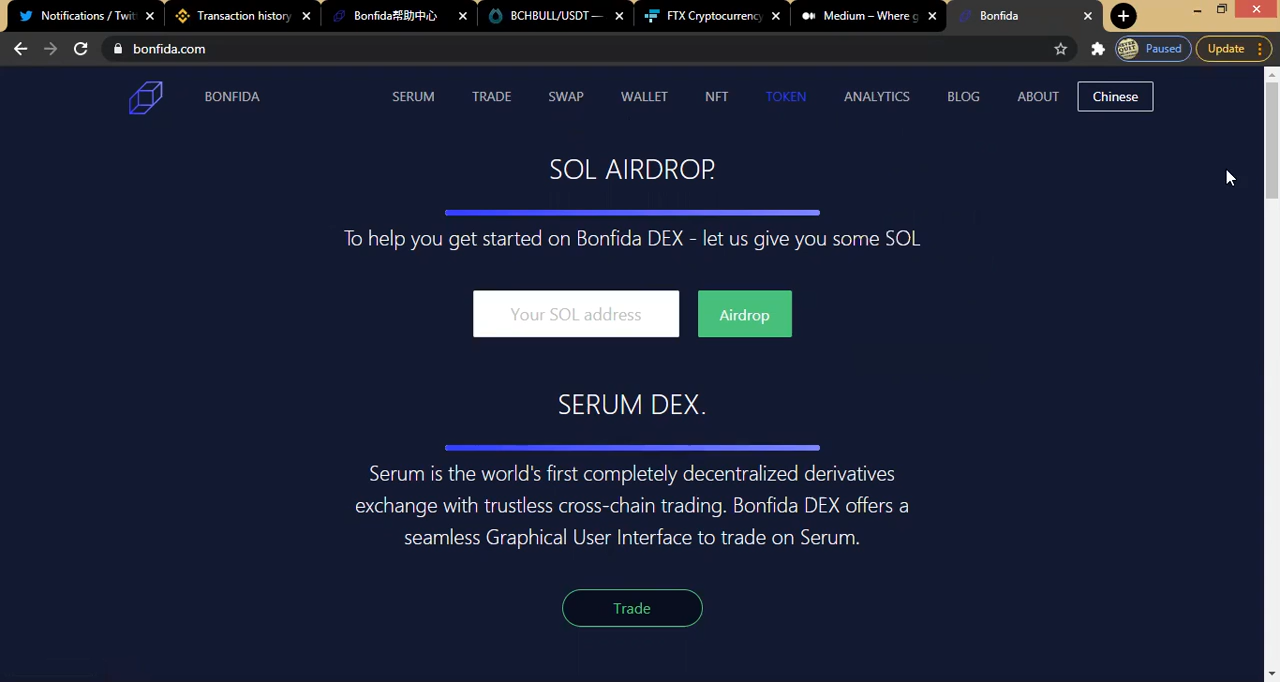 Notifications / Twit
Transaction history
Bonfida帮助中心
BCHBULL/USDT —
FTX Cryptocurrency
Medium – Where g
Bonfida
bonfida.com
Paused
Update
BONFIDA
SERUM
TRADE
SWAP
WALLET
NFT
TOKEN
ANALYTICS
BLOG
ABOUT
Chinese
SOL AIRDROP.
To help you get started on Bonfida DEX - let us give you some SOL
Your SOL address
Airdrop
SERUM DEX.
Serum is the world's first completely decentralized derivatives
exchange with trustless cross-chain trading. Bonfida DEX offers a
seamless Graphical User Interface to trade on Serum.
Trade